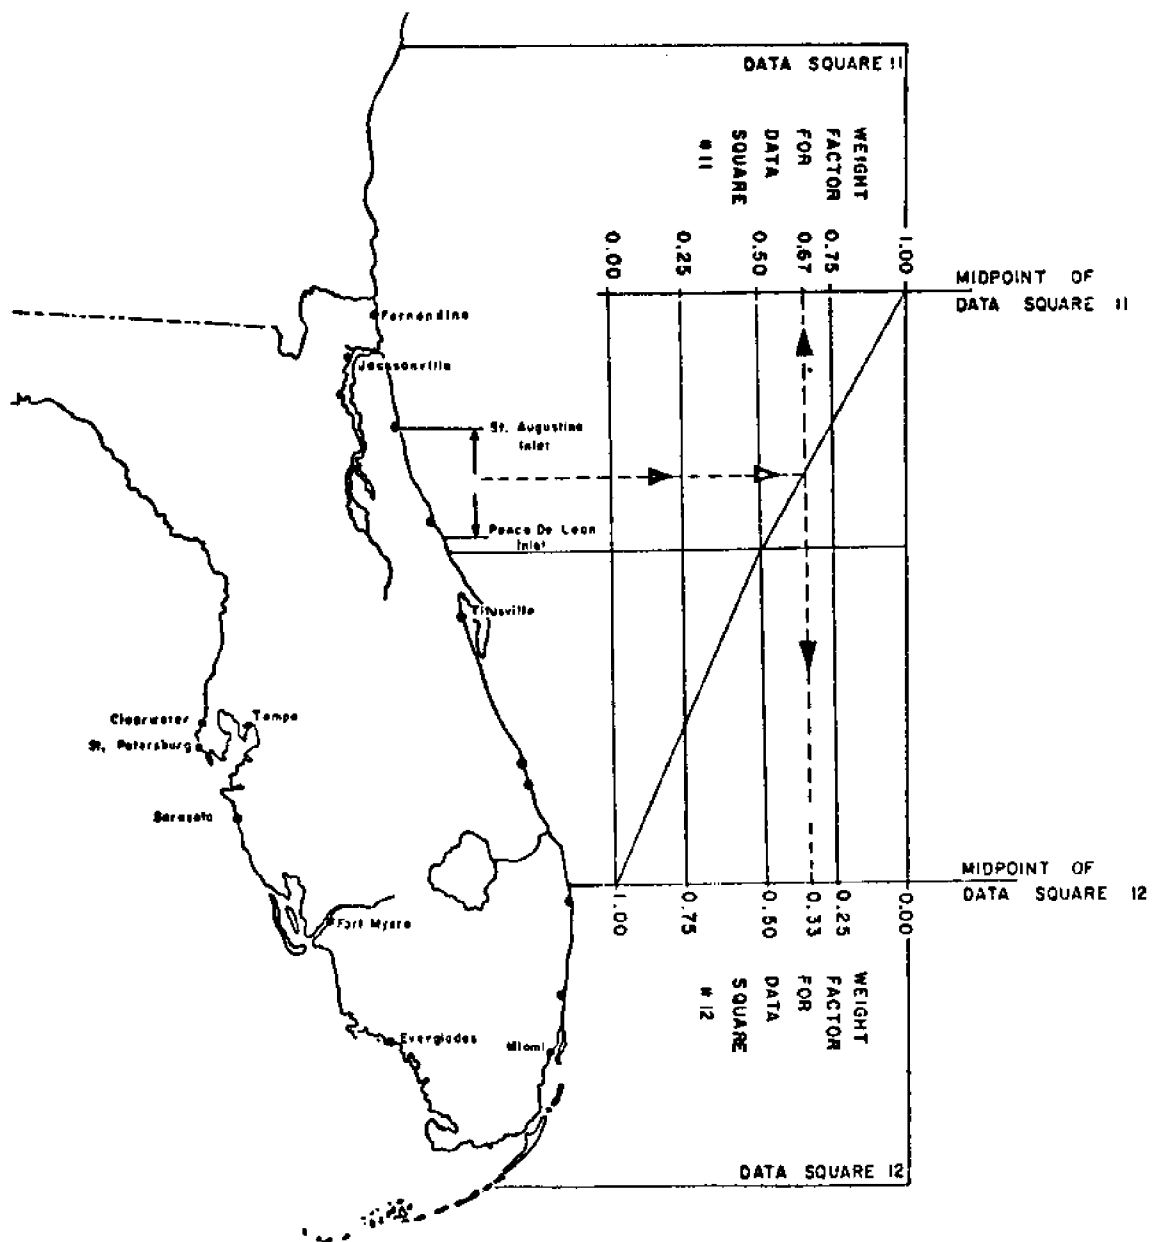 DATA SQUARE 11
WEIGHT
FACTOR
FOR
DATA
SQUARE
#11
0.00
0.25
0.50
0.67
0.75
1.00
MIDPOINT OF
DATA SQUARE 11
Fernandina
Jacksonville
St. Augustine
Inlet
Ponce De Leon
Inlet
Titusville
Clearwater
Tampa
St. Petersburg
Sarasota
Fort Myers
Everglades
Miami
MIDPOINT OF
DATA SQUARE 12
1.00
0.75
0.50
0.33
0.25
0.00
WEIGHT
FACTOR
FOR
DATA
SQUARE
#12
DATA SQUARE 12